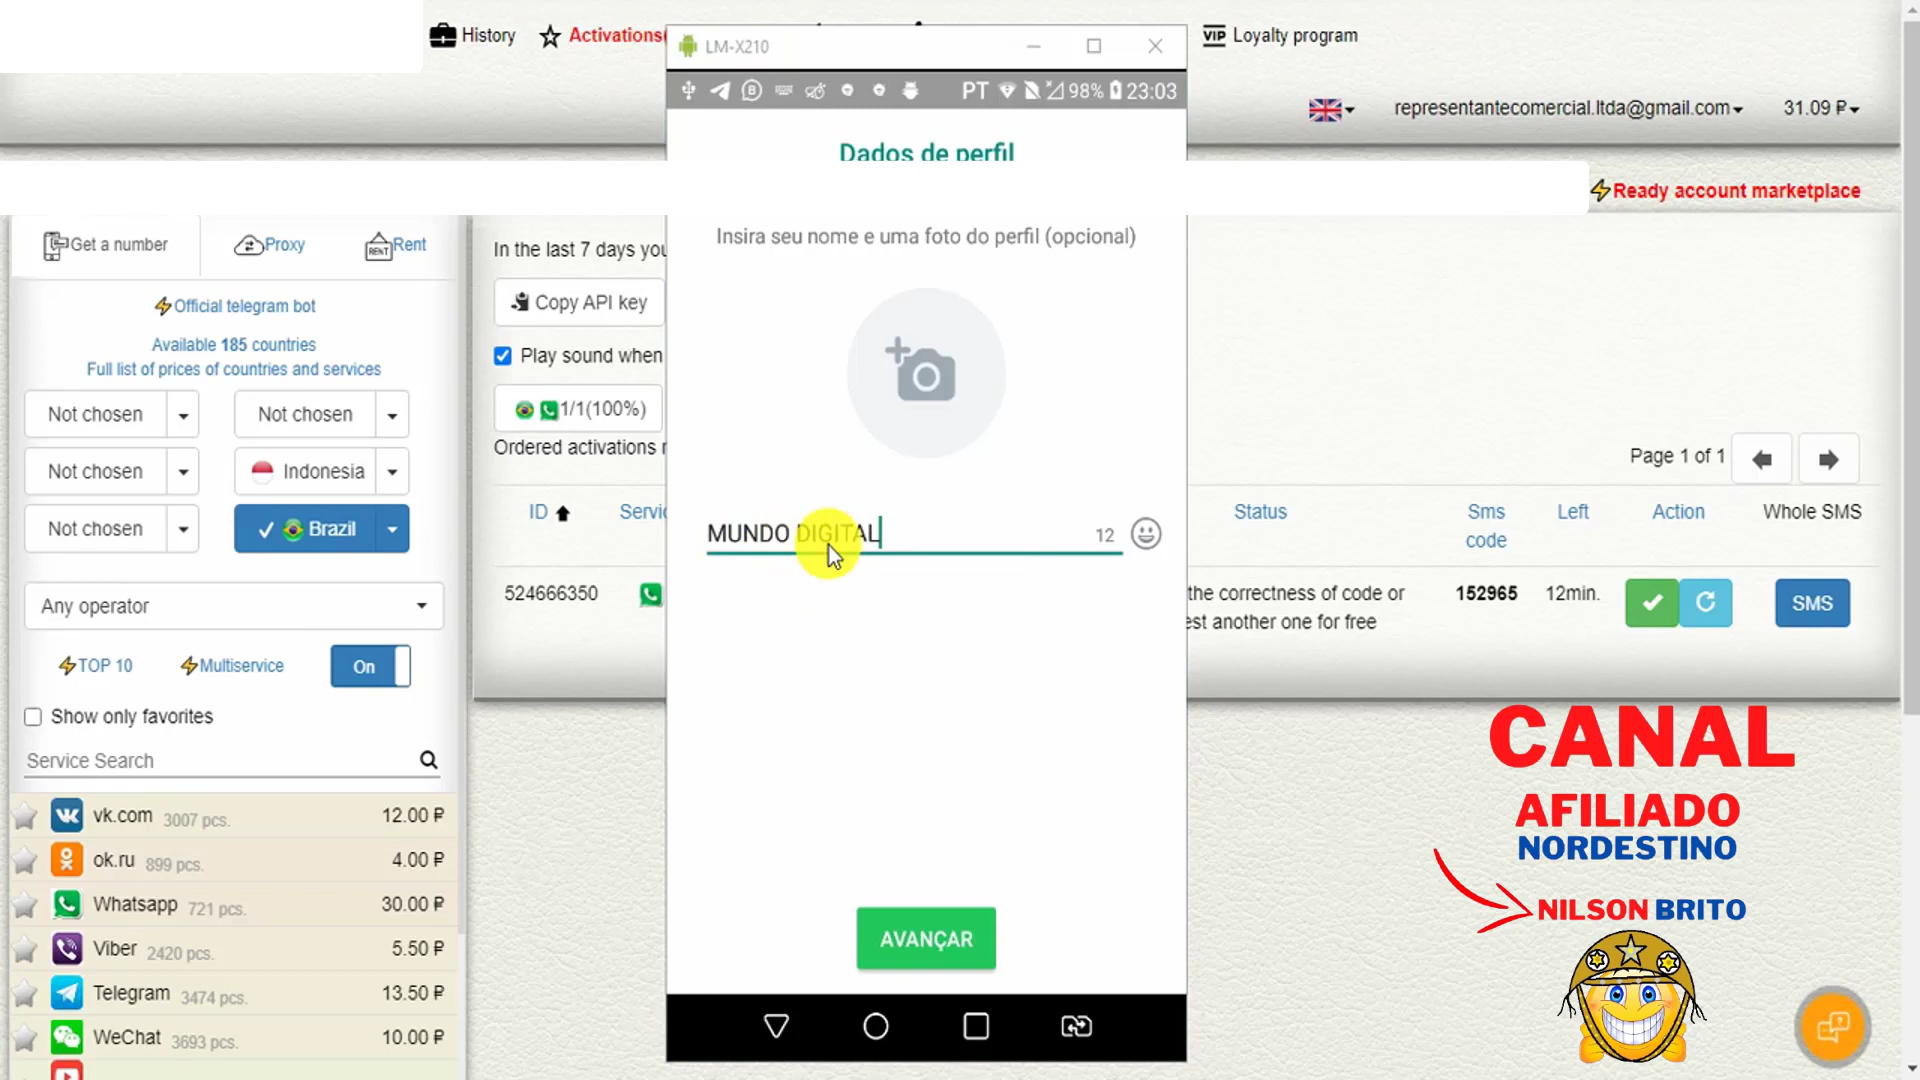 History
Activations
VIP Loyalty program
representantecomercial.ltda@gmail.com
31.09 ₽
Ready account marketplace
Get a number
Proxy
RENT Rent
Official telegram bot
Available 185 countries
Full list of prices of countries and services
Not chosen
Not chosen
Not chosen
Indonesia
Not chosen
Brazil
Any operator
TOP 10
Multiservice
On
Show only favorites
Service Search
vk.com 3007 pcs. 12.00 ₽
ok.ru 899 pcs. 4.00 ₽
Whatsapp 721 pcs. 30.00 ₽
Viber 2420 pcs. 5.50 ₽
Telegram 3474 pcs. 13.50 ₽
WeChat 3693 pcs. 10.00 ₽
In the last 7 days you
Copy API key
Play sound when
1/1(100%)
Ordered activations
ID
Servic
Status
Sms code
Left
Action
Whole SMS
Page 1 of 1
524666350
the correctness of code or
est another one for free
152965
12min.
SMS
LM-X210
PT 98% 23:03
Dados de perfil
Insira seu nome e uma foto do perfil (opcional)
MUNDO DIGITAL
12
AVANÇAR
CANAL
AFILIADO
NORDESTINO
NILSON BRITO